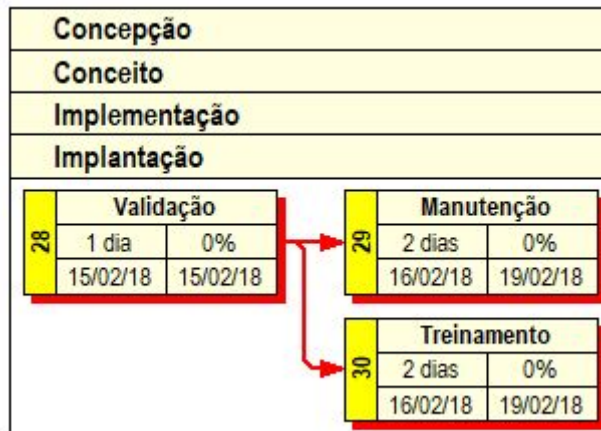 Concepção
Conceito
Implementação
Implantação
28
Validação
1 dia 0%
15/02/18 15/02/18
29
Manutenção
2 dias 0%
16/02/18 19/02/18
30
Treinamento
2 dias 0%
16/02/18 19/02/18